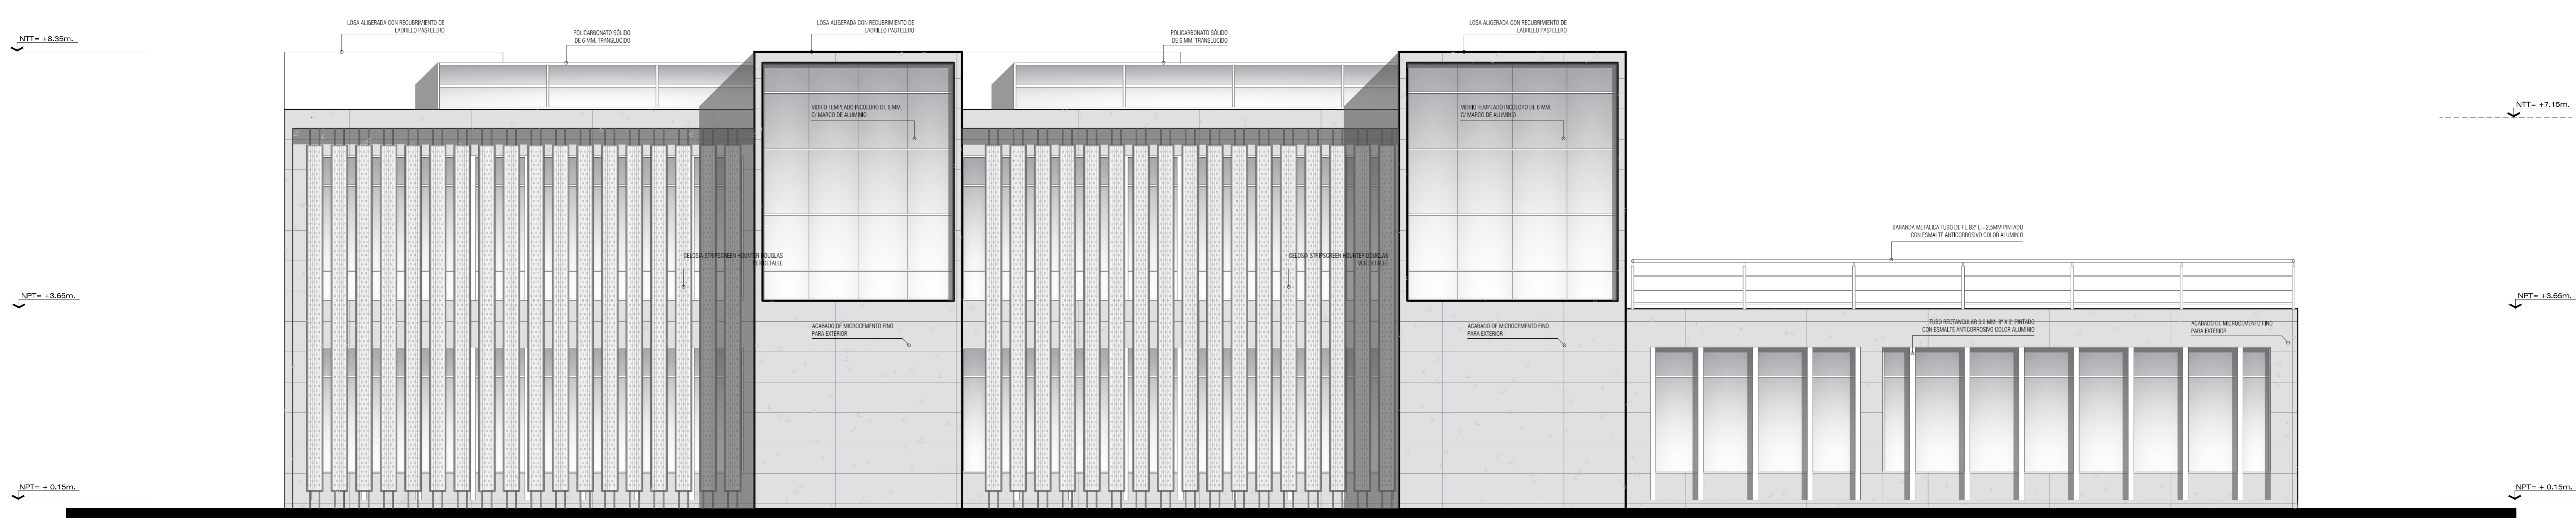 NTT= +8.35m.
LOSA ALIGERADA CON RECUBRIMIENTO DE
LADRILLO PASTELERO
POLICARBONATO SÓLIDO
DE 6 MM. TRANSLUCIDO
LOSA ALIGERADA CON RECUBRIMIENTO DE
LADRILLO PASTELERO
POLICARBONATO SÓLIDO
DE 6 MM. TRANSLUCIDO
LOSA ALIGERADA CON RECUBRIMIENTO DE
LADRILLO PASTELERO
VIDRIO TEMPLADO INCOLORO DE 6 MM.
C/ MARCO DE ALUMINIO
VIDRIO TEMPLADO INCOLORO DE 6 MM.
C/ MARCO DE ALUMINIO
NTT= +7.15m.
CELOSIA STRIPSCREEN HOUNTER DOUGLAS
VER DETALLE
CELOSIA STRIPSCREEN HOUNTER DOUGLAS
VER DETALLE
BARANDA METALICA TUBO DE FE.Ø2" E=2,5MM PINTADO
CON ESMALTE ANTICORROSIVO COLOR ALUMINIO
NPT= +3.65m.
NPT= +3.65m.
ACABADO DE MICROCEMENTO FINO
PARA EXTERIOR
ACABADO DE MICROCEMENTO FINO
PARA EXTERIOR
TUBO RECTANGULAR 3,0 MM. 8" X 3" PINTADO
CON ESMALTE ANTICORROSIVO COLOR ALUMINIO
ACABADO DE MICROCEMENTO FINO
PARA EXTERIOR
NPT= + 0.15m.
NPT= + 0.15m.